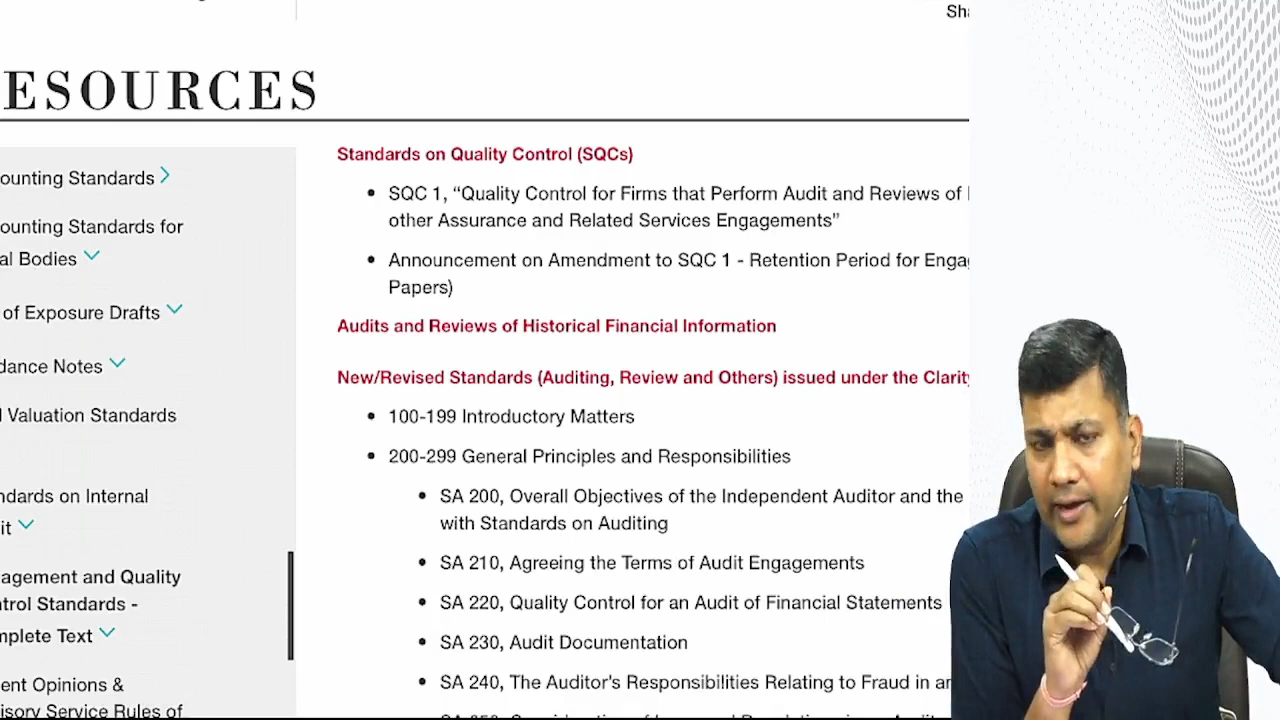 Sha
ESOURCES
ounting Standards
ounting Standards for
al Bodies
of Exposure Drafts
dance Notes
l Valuation Standards
ndards on Internal
it
agement and Quality
trol Standards -
mplete Text
ent Opinions &
isory Service Rules of
Standards on Quality Control (SQCs)
SQC 1, “Quality Control for Firms that Perform Audit and Reviews of
other Assurance and Related Services Engagements”
Announcement on Amendment to SQC 1 - Retention Period for Enga
Papers)
Audits and Reviews of Historical Financial Information
New/Revised Standards (Auditing, Review and Others) issued under the Clarity
100-199 Introductory Matters
200-299 General Principles and Responsibilities
SA 200, Overall Objectives of the Independent Auditor and the
with Standards on Auditing
SA 210, Agreeing the Terms of Audit Engagements
SA 220, Quality Control for an Audit of Financial Statements
SA 230, Audit Documentation
SA 240, The Auditor's Responsibilities Relating to Fraud in an